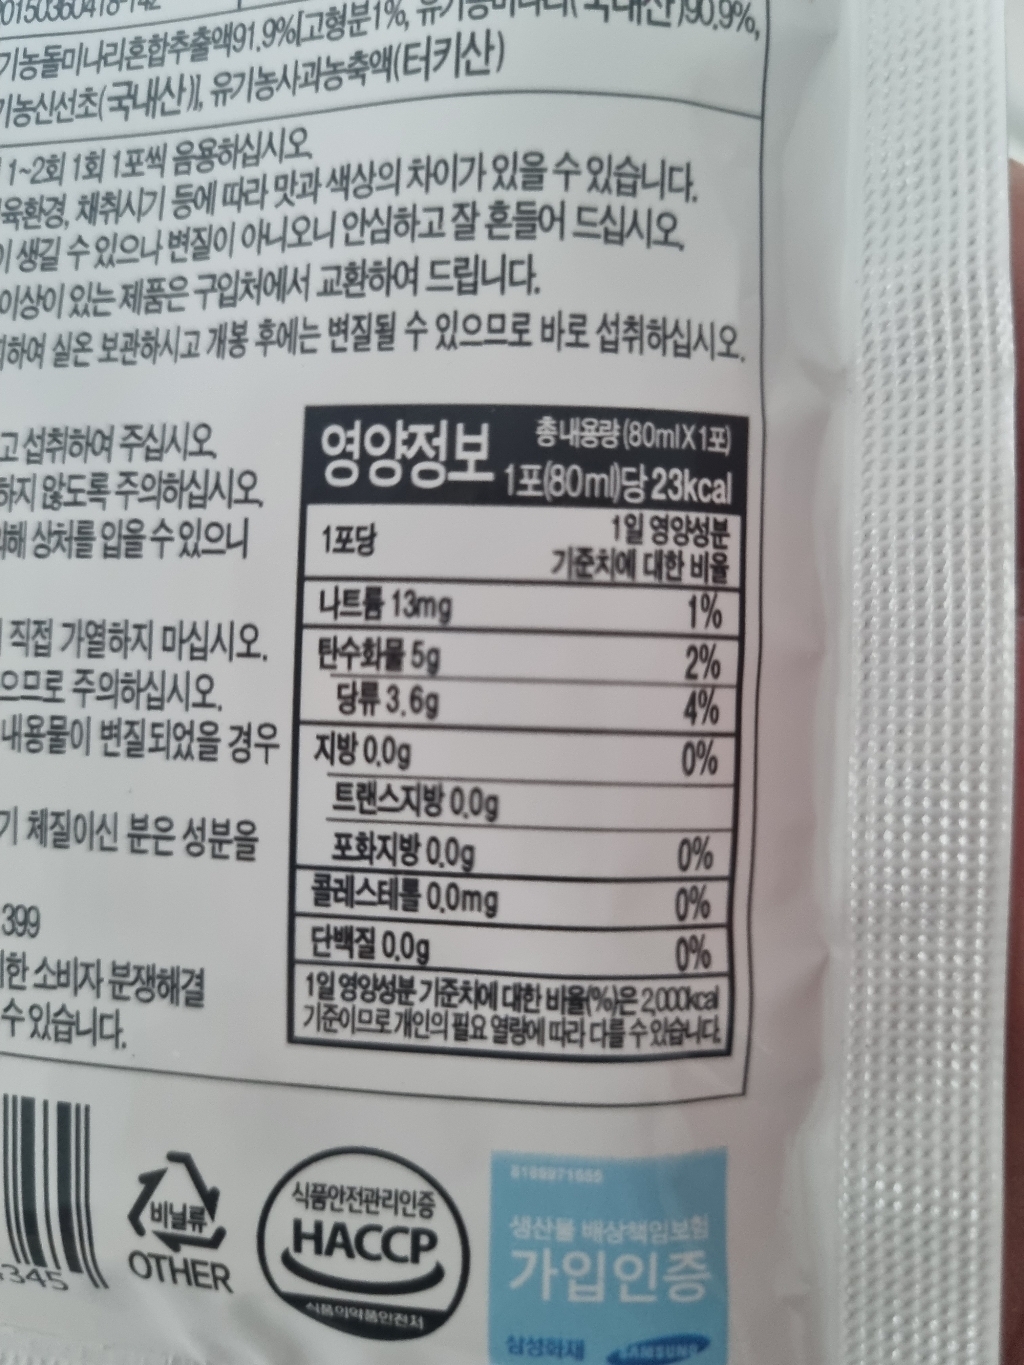 기농돌미나리혼합추출액91.9%[고형분1%,
90.9%,
기농신선초(국내산)], 유기농사과농축액(터키산)
1~2회 1회 1포씩 음용하십시오.
육환경, 채취시기 등에 따라 맛과 색상의 차이가 있을 수 있습니다.
이 생길 수 있으나 변질이 아니오니 안심하고 잘 흔들어 드십시오.
이상이 있는 제품은 구입처에서 교환하여 드립니다.
하여 실온 보관하시고 개봉 후에는 변질될 수 있으므로 바로 섭취하십시오.
고 섭취하여 주십시오.
하지 않도록 주의하십시오.
해 상처를 입을 수 있으니
직접 가열하지 마십시오.
으므로 주의하십시오.
내용물이 변질되었을 경우
기 체질이신 분은 성분을
399
한 소비자 분쟁해결
수 있습니다.
영양정보
총 내용량 (80mlX1포)
1포(80ml)당 23kcal
1포당
1일 영양성분
기준치에 대한 비율
나트륨 13mg 1%
탄수화물 5g 2%
당류 3.6g 4%
지방 0.0g 0%
트랜스지방 0.0g
포화지방 0.0g 0%
콜레스테롤 0.0mg 0%
단백질 0.0g 0%
1일 영양성분 기준치에 대한 비율(%)은 2,000kcal
기준이므로 개인의 필요 열량에 따라 다를 수 있습니다.
345
비닐류
OTHER
식품안전관리인증
HACCP
식품의약품안전처
생산물 배상책임보험
가입인증
삼성화재
SAMSUNG